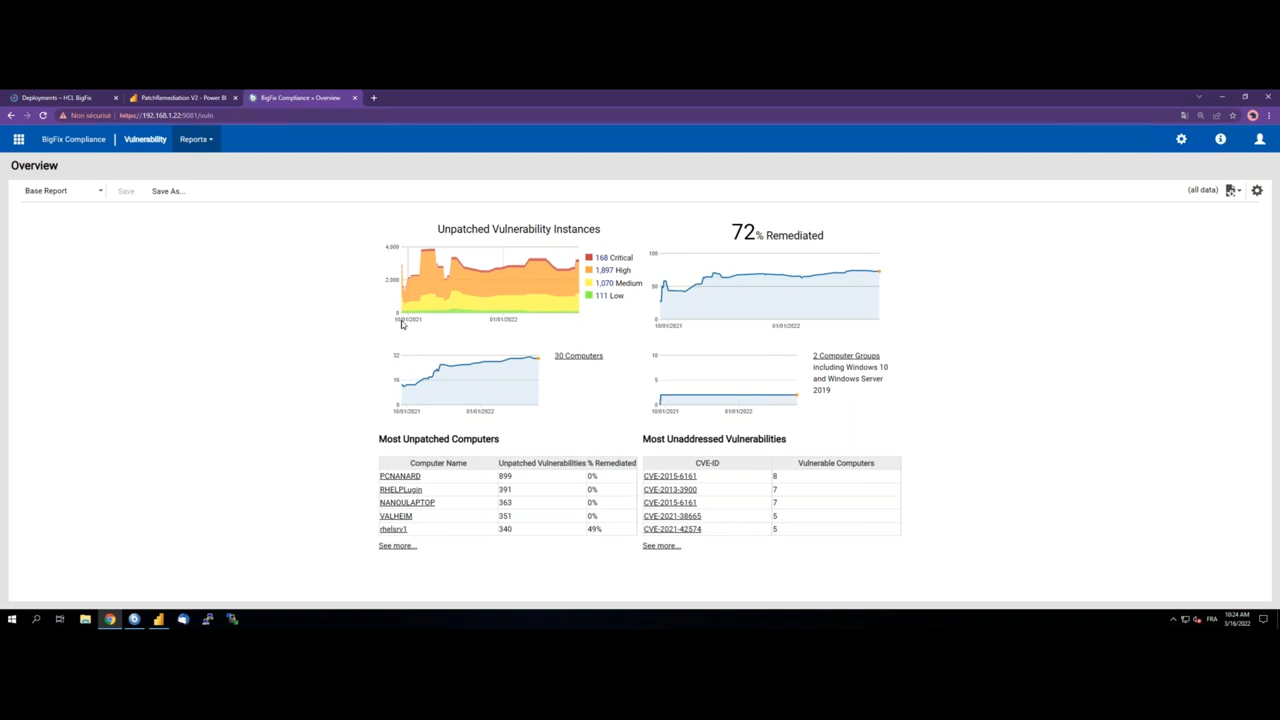 Deployments – HCL BigFix
PatchRemediation V2 - Power BI
BigFix Compliance » Overview
Non sécurisé | https://192.168.1.22:9081/vuln
BigFix Compliance | Vulnerability Reports
Overview
Base Report Save Save As... (all data)
Unpatched Vulnerability Instances
4,000
2,000
0
10/01/2021 01/01/2022
168 Critical
1,897 High
1,070 Medium
111 Low
72% Remediated
100
50
0
10/01/2021 01/01/2022
32
16
0
10/01/2021 01/01/2022
30 Computers
10
5
0
10/01/2021 01/01/2022
2 Computer Groups
including Windows 10
and Windows Server
2019
Most Unpatched Computers
Computer Name Unpatched Vulnerabilities % Remediated
PCNANARD 899 0%
RHELPLugin 391 0%
NANOULAPTOP 363 0%
VALHEIM 351 0%
rhelsrv1 340 49%
See more...
Most Unaddressed Vulnerabilities
CVE-ID Vulnerable Computers
CVE-2015-6161 8
CVE-2013-3900 7
CVE-2015-6161 7
CVE-2021-38665 5
CVE-2021-42574 5
See more...
FRA
10:24 AM
3/16/2022